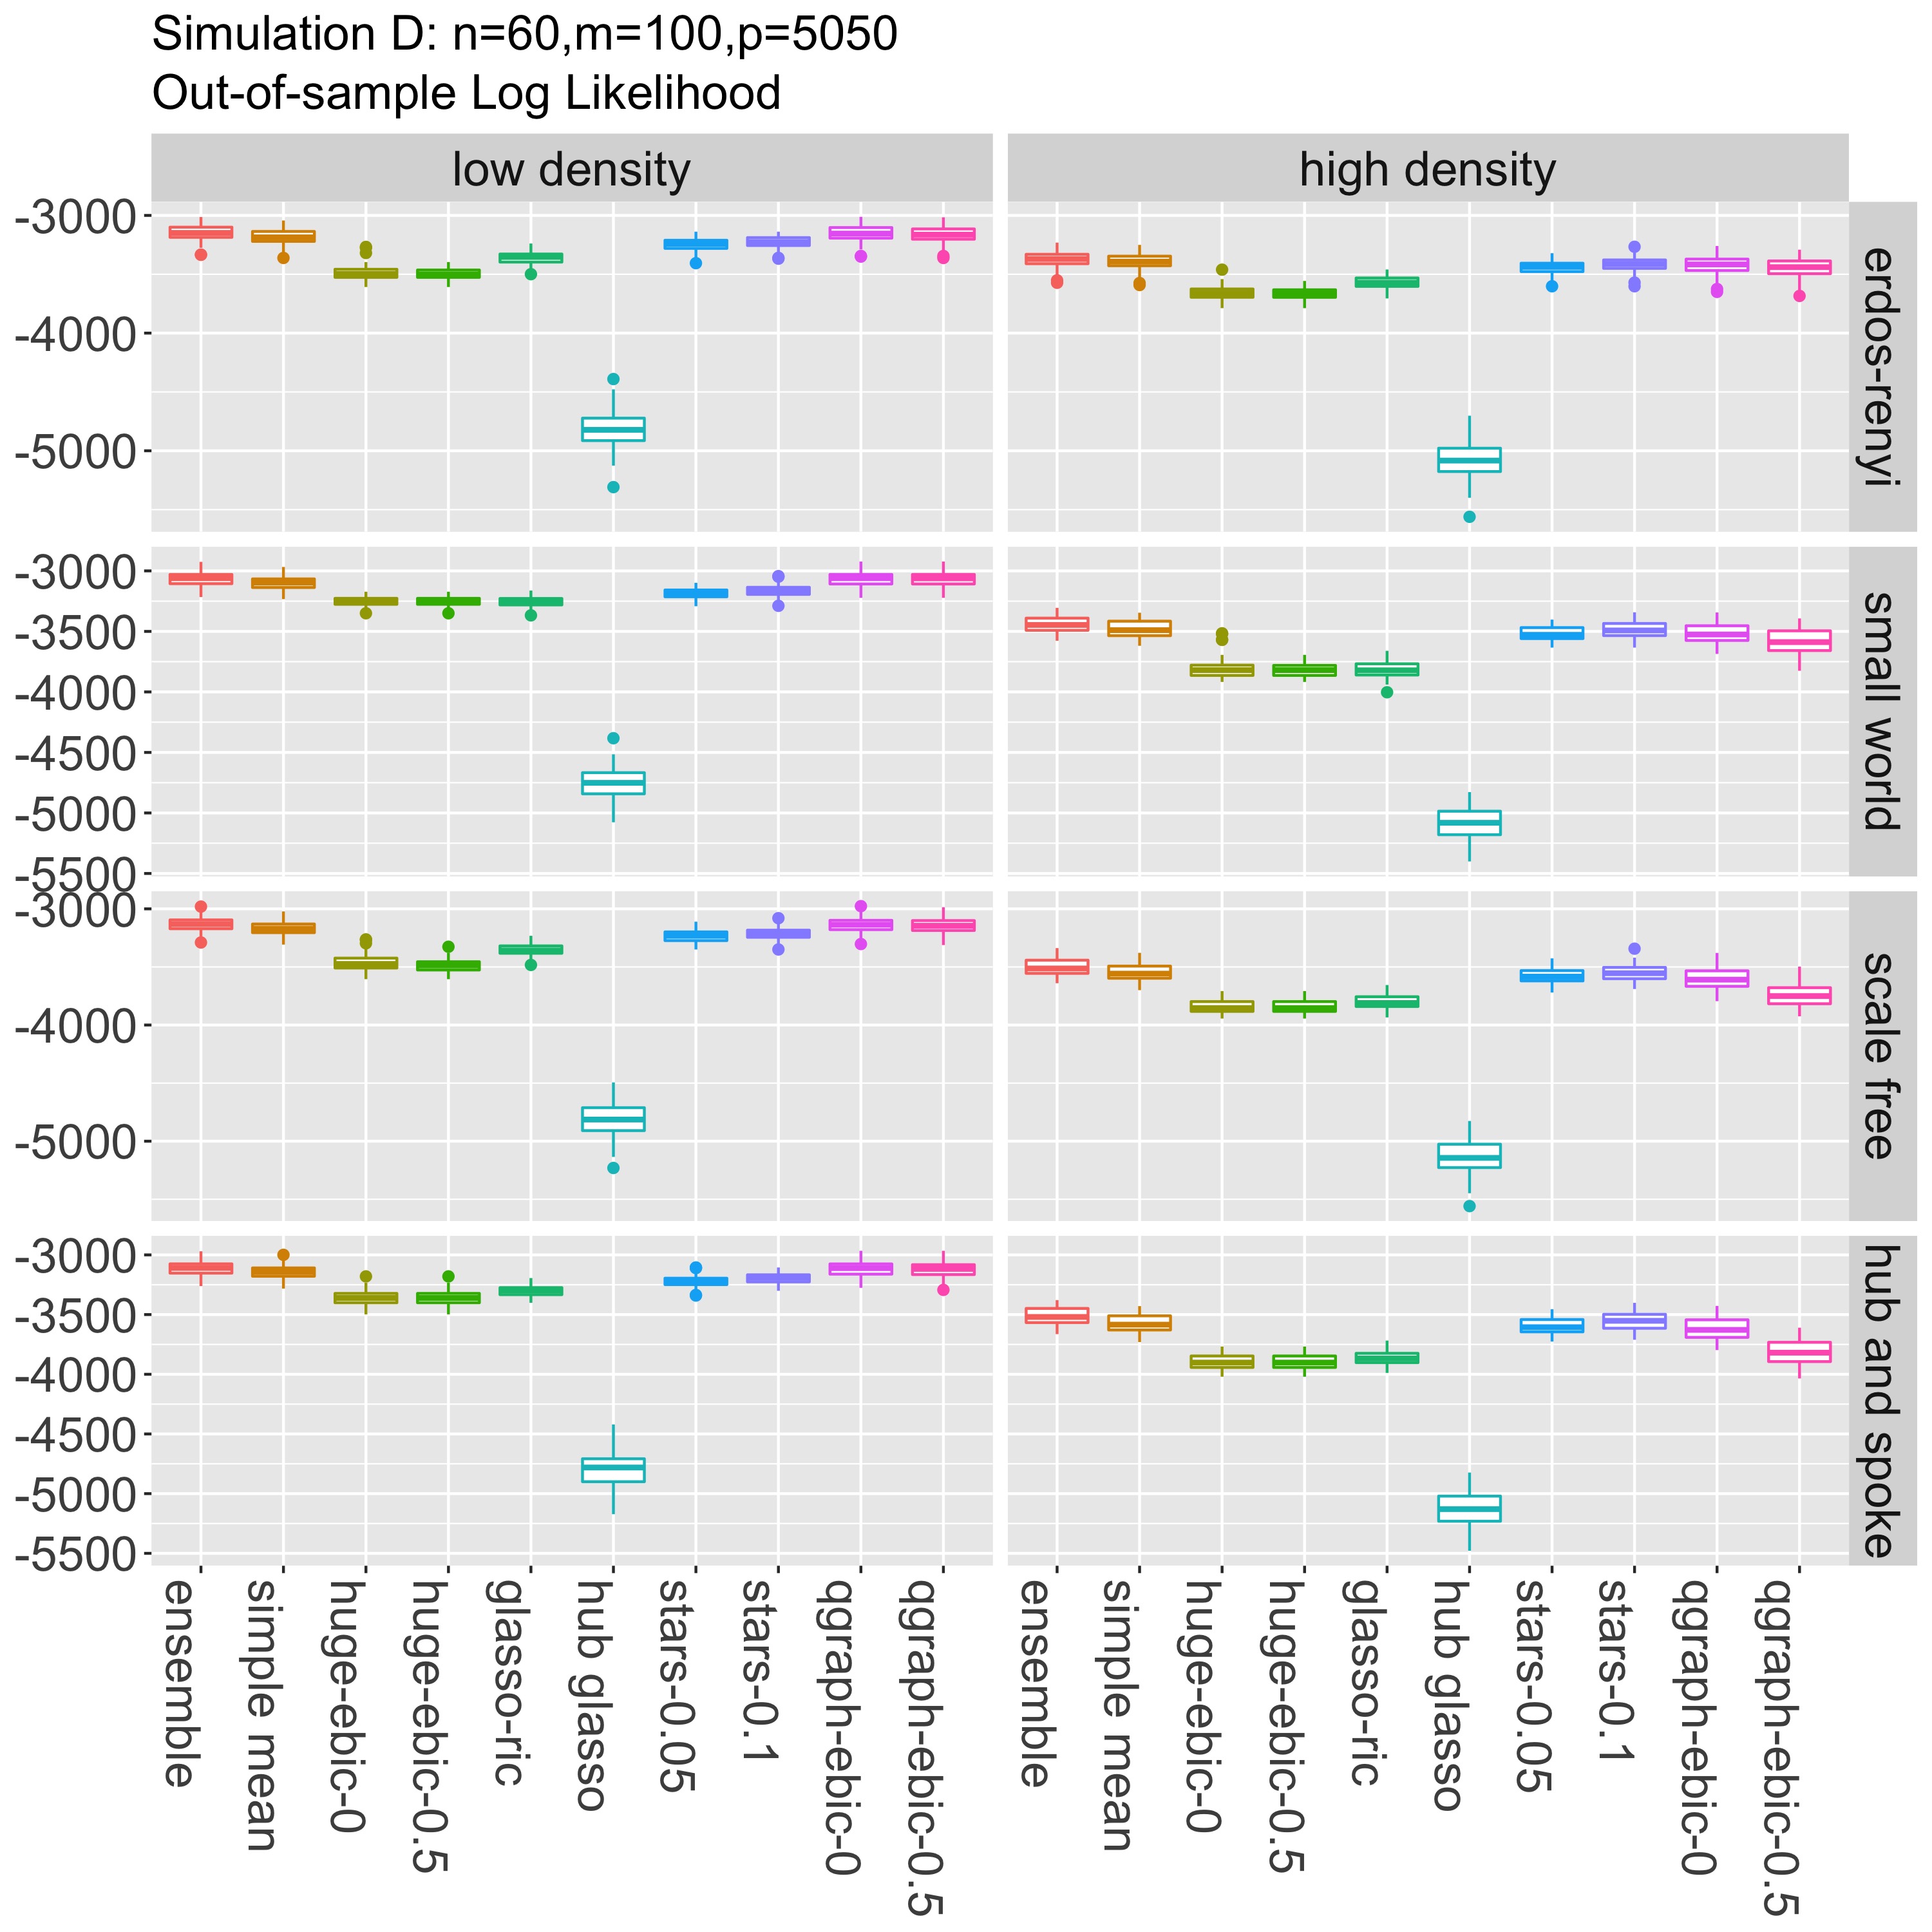 Simulation D: n=60,m=100,p=5050
Out-of-sample Log Likelihood
low density
high density
-3000
-4000
-5000
erdos-renyi
-3000
-3500
-4000
-4500
-5000
-5500
small world
-3000
-4000
-5000
scale free
-3000
-3500
-4000
-4500
-5000
-5500
hub and spoke
ensemble
simple mean
huge-ebic-0
huge-ebic-0.5
glasso-ric
hub glasso
stars-0.05
stars-0.1
qgraph-ebic-0
qgraph-ebic-0.5
ensemble
simple mean
huge-ebic-0
huge-ebic-0.5
glasso-ric
hub glasso
stars-0.05
stars-0.1
qgraph-ebic-0
qgraph-ebic-0.5